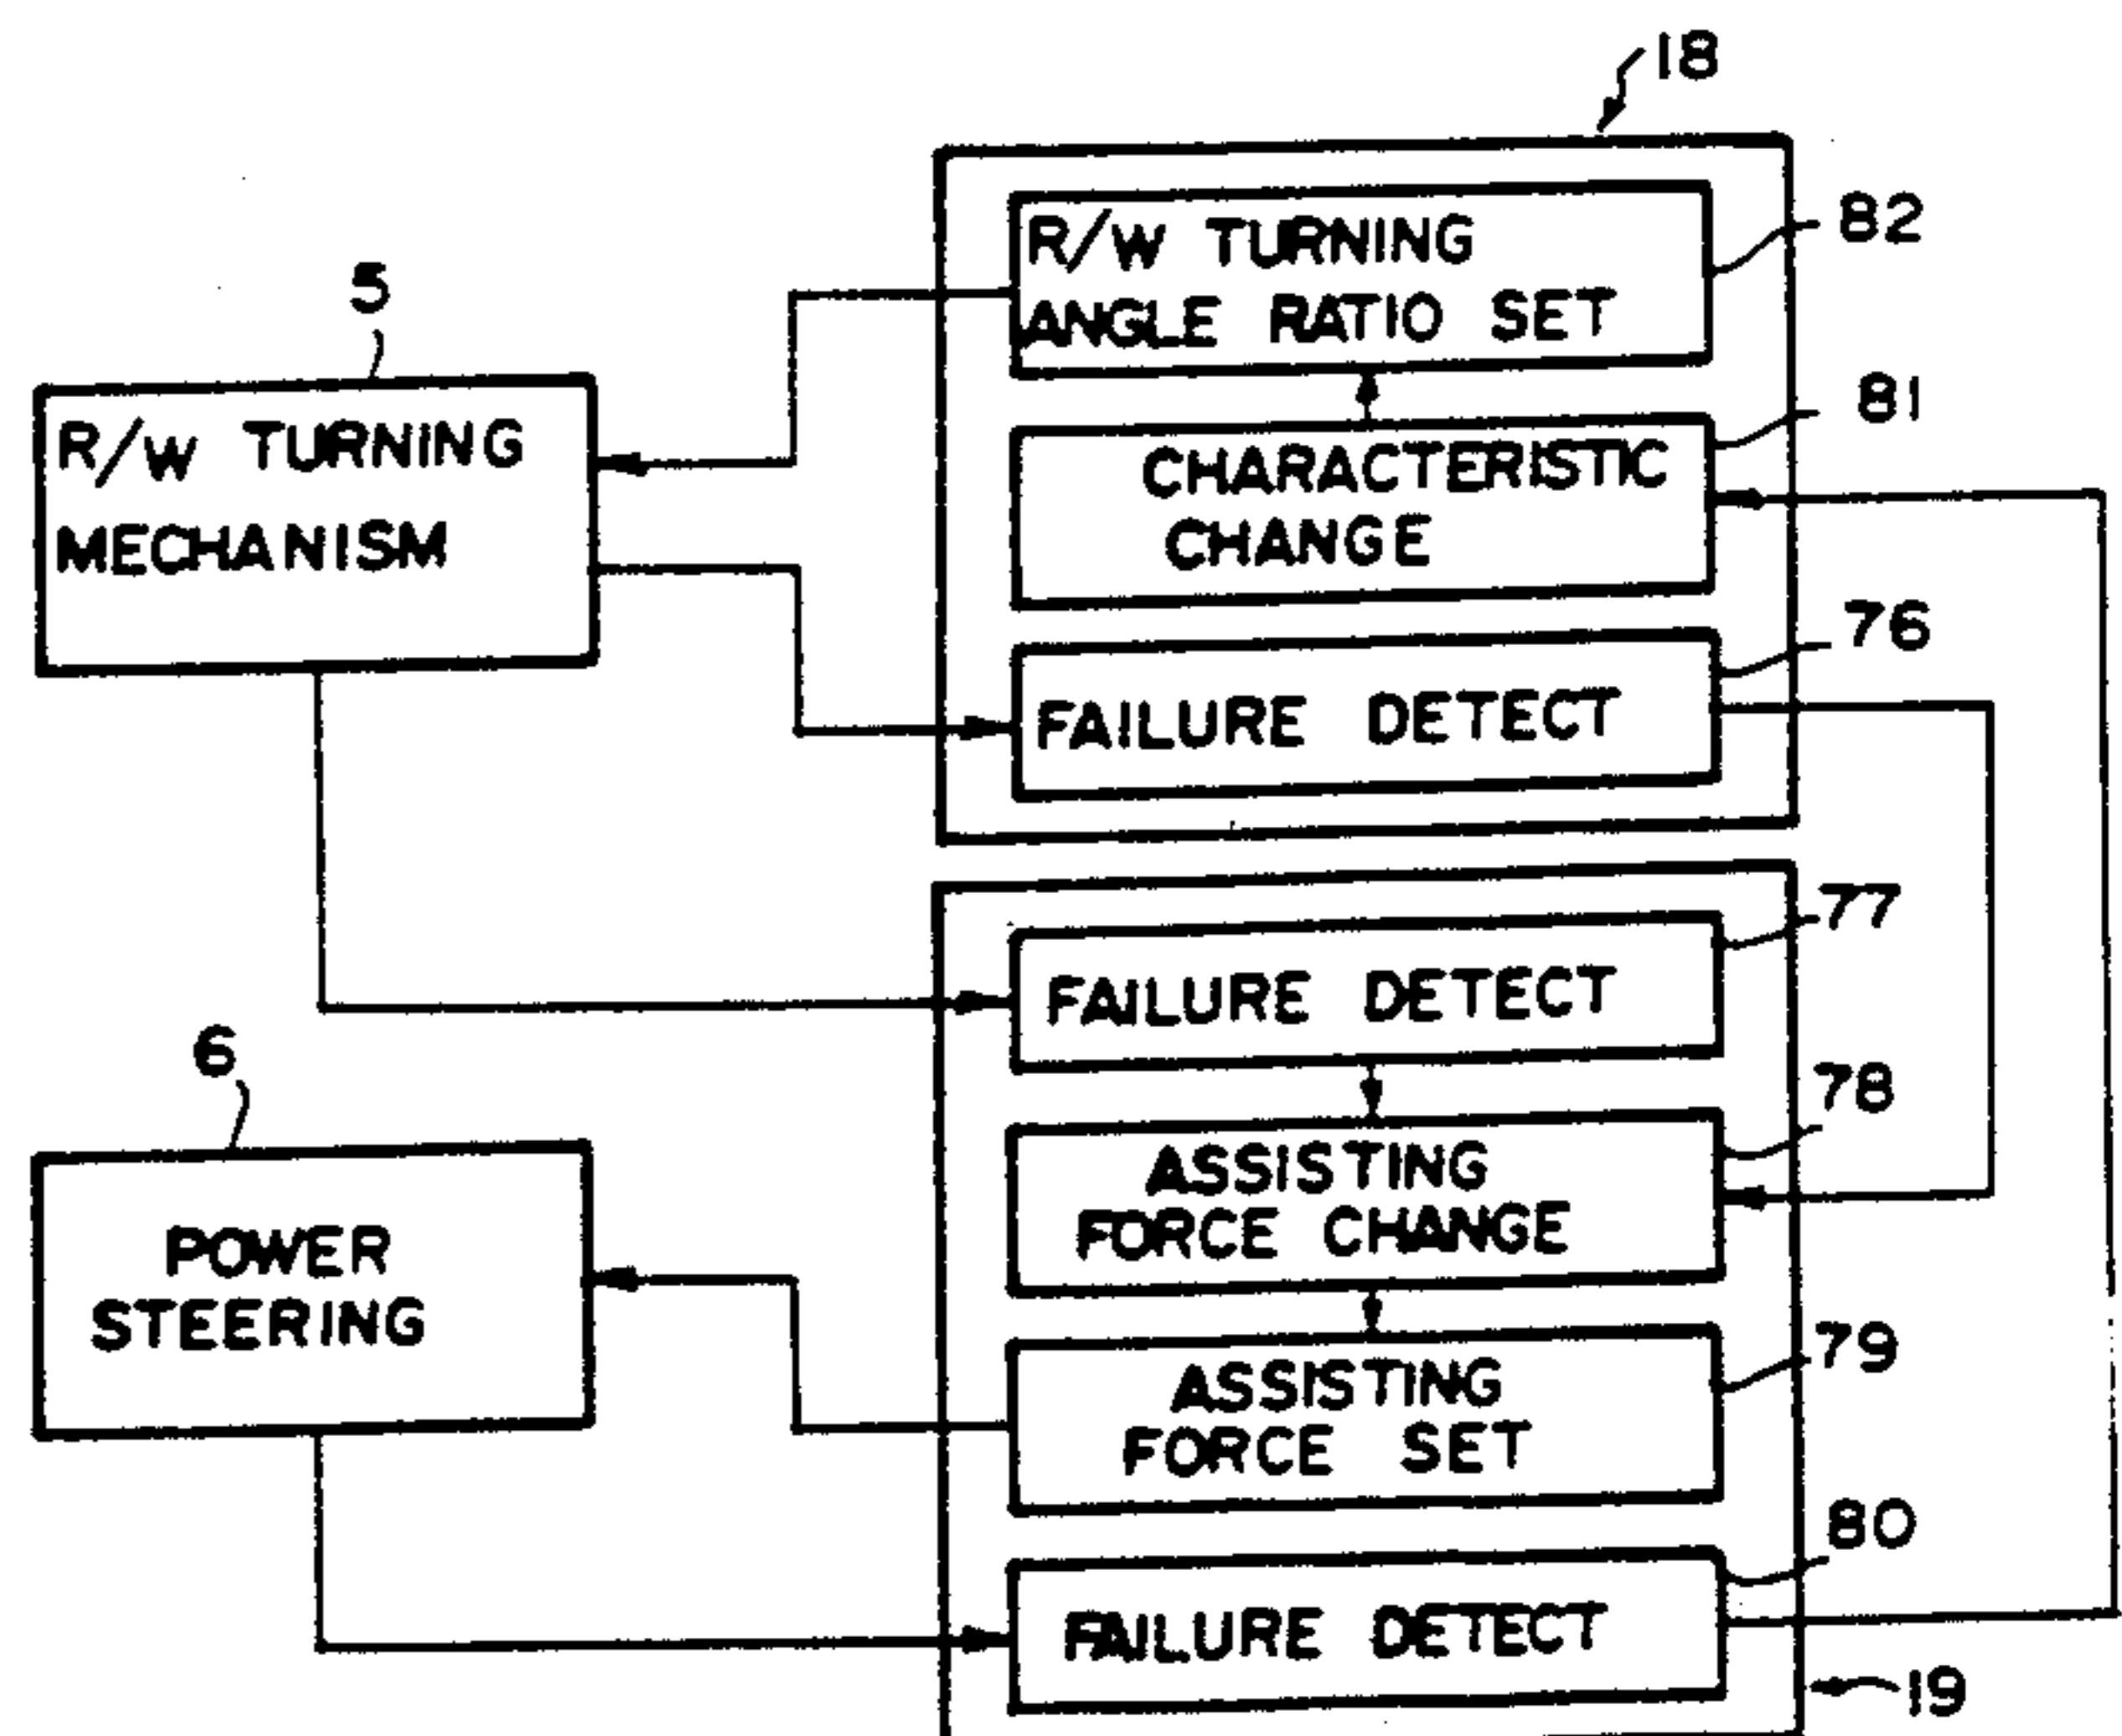 18
R/W TURNING
ANGLE RATIO SET
82
5
R/W TURNING
MECHANISM
81
CHARACTERISTIC
CHANGE
76
FAILURE DETECT
77
FAILURE DETECT
6
78
ASSISTING
FORCE CHANGE
POWER
STEERING
79
ASSISTING
FORCE SET
80
FAILURE DETECT
19